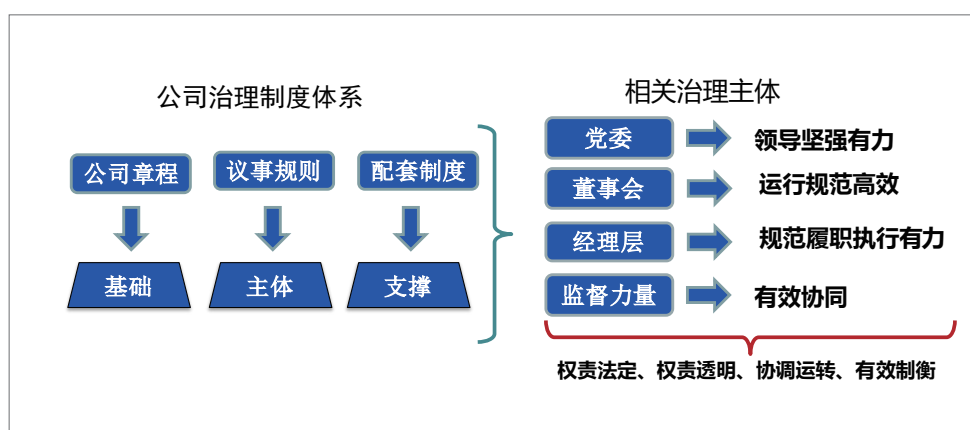 公司治理制度体系
公司章程 议事规则 配套制度
基础 主体 支撑
相关治理主体
党委 领导坚强有力
董事会 运行规范高效
经理层 规范履职执行有力
监督力量 有效协同
权责法定、权责透明、协调运转、有效制衡